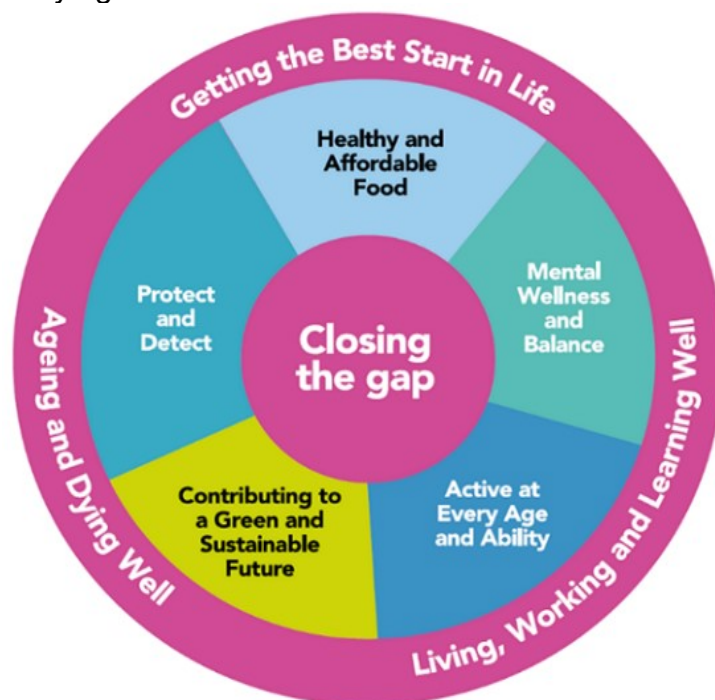 Getting the Best Start in Life
Healthy and
Affordable
Food
Mental
Wellness
and
Balance
Protect
and
Detect
Closing
the gap
Active at
Every Age
and Ability
Contributing to
a Green and
Sustainable
Future
Ageing and Dying Well
Living, Working and Learning Well